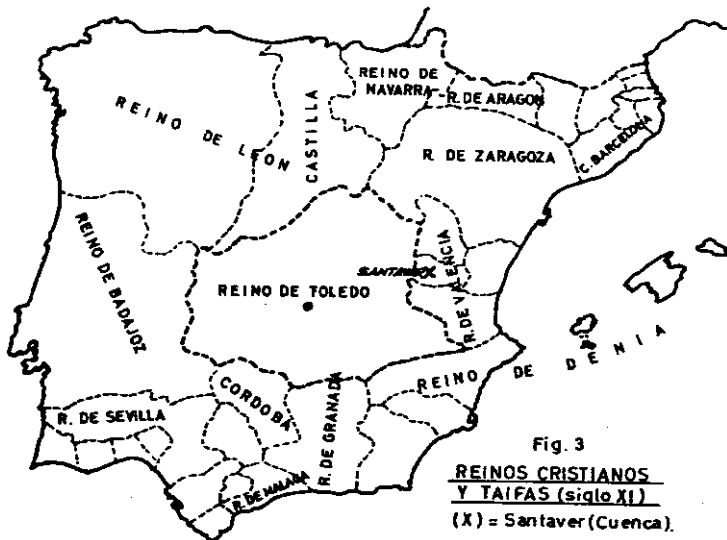 REINO DE
NAVARRA
R. DE ARAGON
REINO DE LEON
CASTILLA
R. DE ZARAGOZA
C. BARCELONA
REINO DE BADAJOZ
SANTAVER X
REINO DE TOLEDO
R. DE VALENCIA
REINO DE DENIA
CORDOBA
R. DE GRANADA
R. DE SEVILLA
R. DE MALAGA
Fig. 3
REINOS CRISTIANOS
Y TAIFAS (siglo XI)
(X) = Santaver (Cuenca).